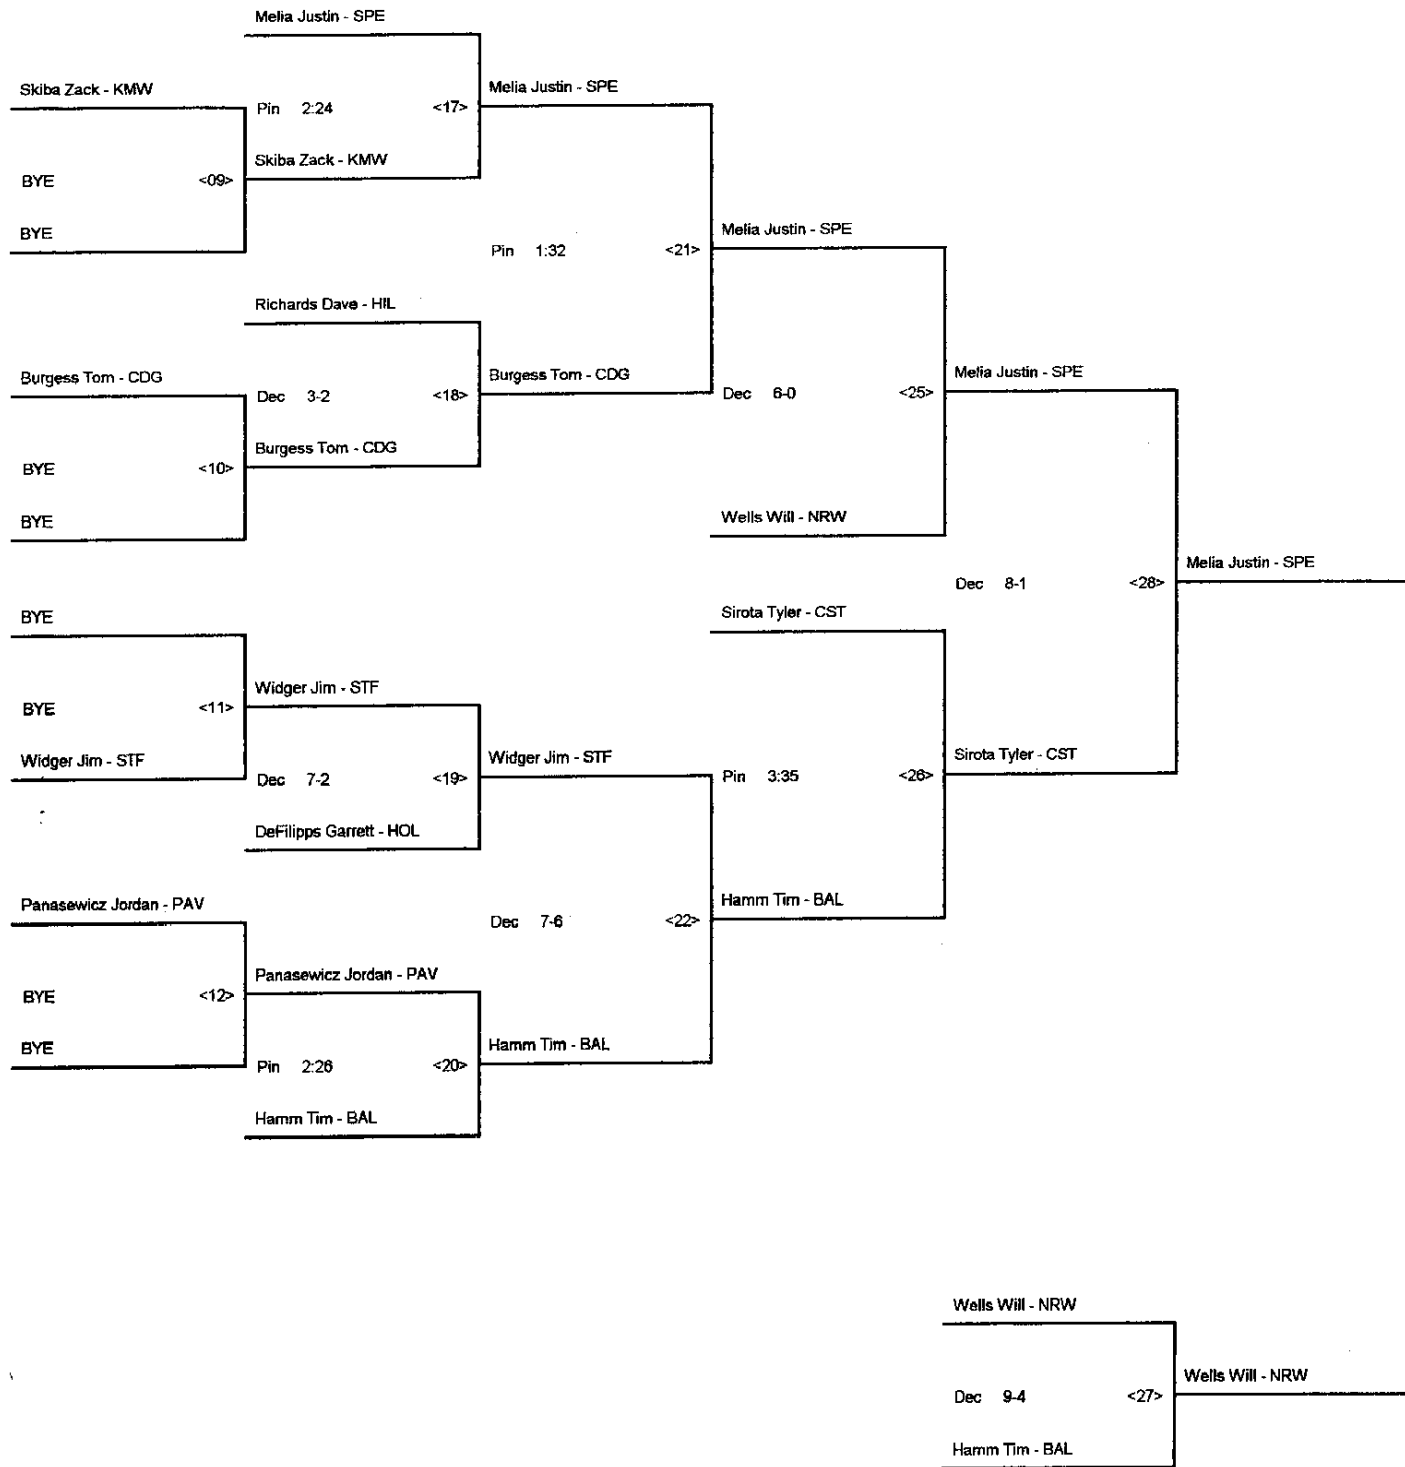 Melia Justin - SPE
Skiba Zack - KMW
Pin 2:24 <17>
Melia Justin - SPE
Skiba Zack - KMW
BYE <09>
BYE
Pin 1:32 <21>
Melia Justin - SPE
Richards Dave - HIL
Burgess Tom - CDG
Dec 3-2 <18>
Burgess Tom - CDG
Burgess Tom - CDG
BYE <10>
BYE
Dec 6-0 <25>
Melia Justin - SPE
Wells Will - NRW
Dec 8-1 <28>
Melia Justin - SPE
BYE
BYE <11>
Widger Jim - STF
Widger Jim - STF
Dec 7-2 <19>
Widger Jim - STF
DeFilipps Garrett - HOL
Sirota Tyler - CST
Pin 3:35 <26>
Sirota Tyler - CST
Panasewicz Jordan - PAV
Dec 7-6 <22>
Hamm Tim - BAL
BYE <12>
Panasewicz Jordan - PAV
BYE
Pin 2:26 <20>
Hamm Tim - BAL
Hamm Tim - BAL
Wells Will - NRW
Dec 9-4 <27>
Wells Will - NRW
Hamm Tim - BAL